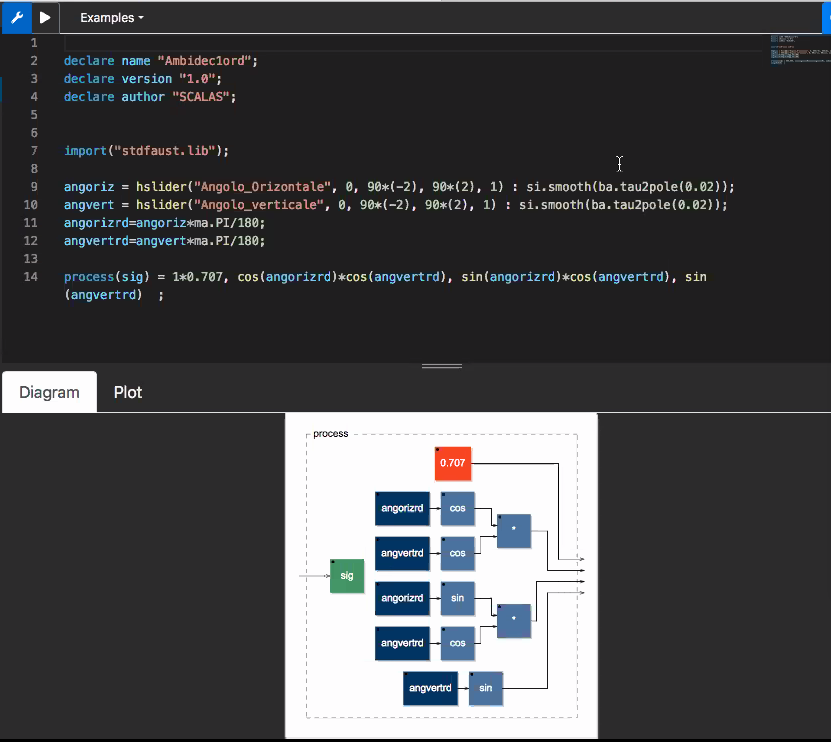 Examples
1
2 declare name "Ambidec1ord";
3 declare version "1.0";
4 declare author "SCALAS";
5
6
7 import("stdfaust.lib");
8
9 angoriz = hslider("Angolo_Orizontale", 0, 90*(-2), 90*(2), 1) : si.smooth(ba.tau2pole(0.02));
10 angvert = hslider("Angolo_verticale", 0, 90*(-2), 90*(2), 1) : si.smooth(ba.tau2pole(0.02));
11 angorizrd=angoriz*ma.PI/180;
12 angvertrd=angvert*ma.PI/180;
13
14 process(sig) = 1*0.707, cos(angorizrd)*cos(angvertrd), sin(angorizrd)*cos(angvertrd), sin
(angvertrd)  ;
Diagram Plot
process
0.707
angorizrd cos
*
angvertrd cos
sig
angorizrd sin
*
angvertrd cos
angvertrd sin